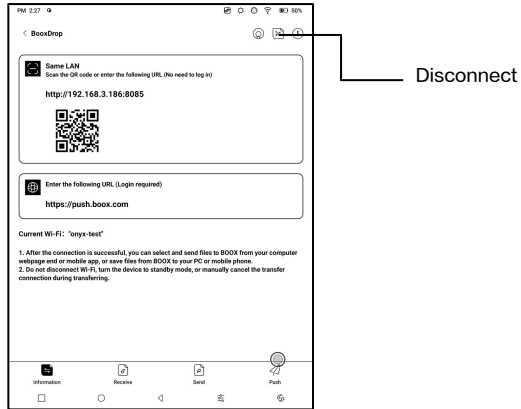 PM 2:27
50%
BooxDrop
Disconnect
Same LAN
Scan the QR code or enter the following URL (No need to log in)
http://192.168.3.186:8085
Enter the following URL (Login required)
https://push.boox.com
Current Wi-Fi: "onyx-test"
1. After the connection is successful, you can select and send files to BOOX from your computer
webpage end or mobile app, or save files from BOOX to your PC or mobile phone.
2. Do not disconnect Wi-Fi, turn the device to standby mode, or manually cancel the transfer
connection during transferring.
Information
Receive
Send
Push